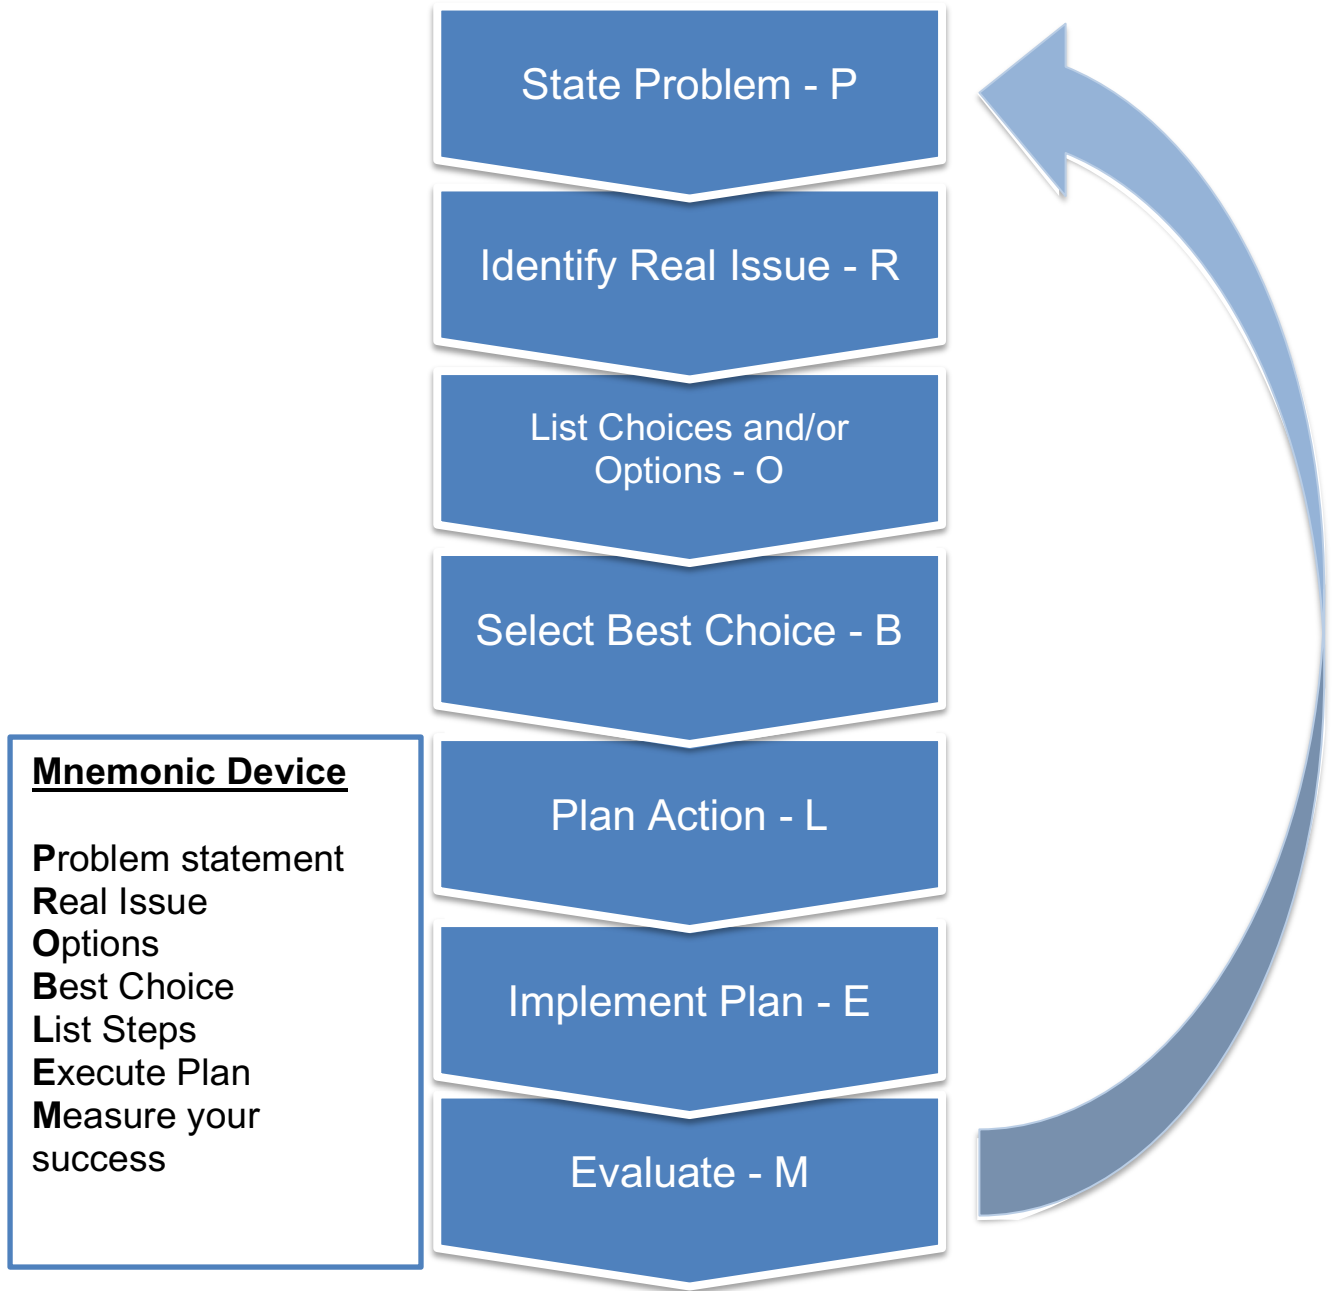 State Problem - P
Identify Real Issue - R
List Choices and/or
Options - O
Select Best Choice - B
Plan Action - L
Implement Plan - E
Evaluate - M
Mnemonic Device
Problem statement
Real Issue
Options
Best Choice
List Steps
Execute Plan
Measure your
success